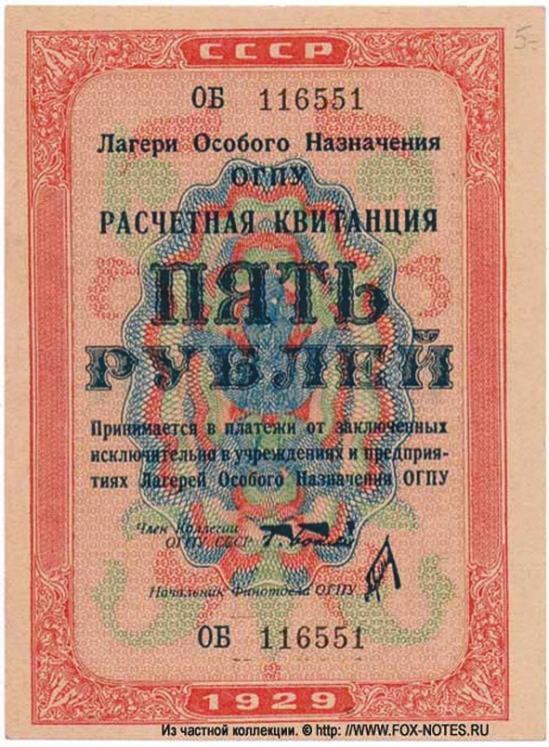 5-
СССР
ОБ 116551
Лагери Особого Назначения
ОГПУ
РАСЧЕТНАЯ КВИТАНЦИЯ
ПЯТЬ
РУБЛЕЙ
Принимается в платежи от заключенных
исключительно в учреждениях и предприя-
тиях Лагерей Особого Назначения ОГПУ
Член Коллегии
ОГПУ СССР
Начальник Финотдела ОГПУ
ОБ 116551
1929
Из частной коллекции. © http: //WWW.FOX-NOTES.RU